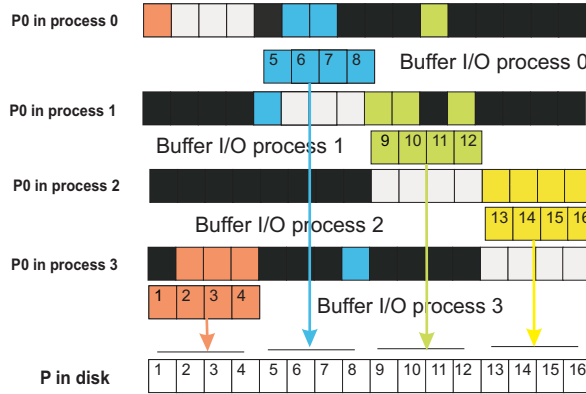 P0 in process 0
5 6 7 8
Buffer I/O process 0
P0 in process 1
Buffer I/O process 1
9 10 11 12
P0 in process 2
Buffer I/O process 2
13 14 15 16
P0 in process 3
1 2 3 4
Buffer I/O process 3
P in disk
1 2 3 4 5 6 7 8 9 10 11 12 13 14 15 16